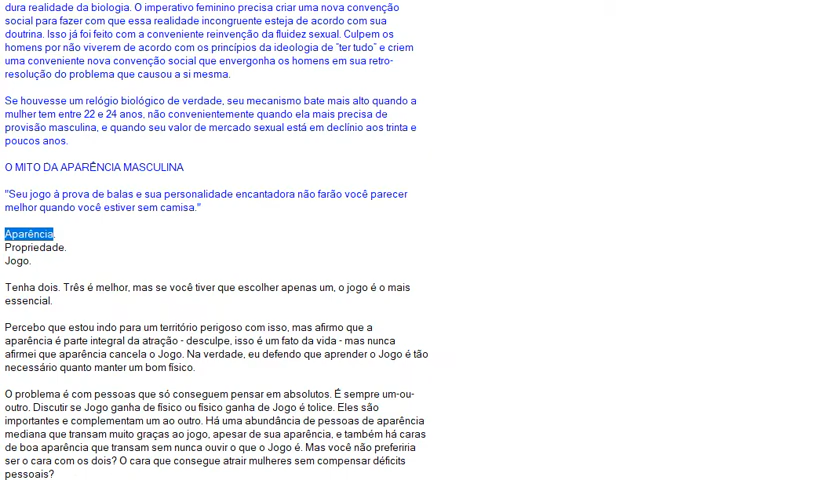 dura realidade da biologia. O imperativo feminino precisa criar uma nova convenção
social para fazer com que essa realidade incongruente esteja de acordo com sua
doutrina. Isso já foi feito com a conveniente reinvenção da fluidez sexual. Culpem os
homens por não viverem de acordo com os princípios da ideologia de "ter tudo" e criem
uma conveniente nova convenção social que envergonha os homens em sua retro-
resolução do problema que causou a si mesma.
Se houvesse um relógio biológico de verdade, seu mecanismo bate mais alto quando a
mulher tem entre 22 e 24 anos, não convenientemente quando ela mais precisa de
provisão masculina, e quando seu valor de mercado sexual está em declínio aos trinta e
poucos anos.
O MITO DA APARÊNCIA MASCULINA
"Seu jogo à prova de balas e sua personalidade encantadora não farão você parecer
melhor quando você estiver sem camisa."
Aparência.
Propriedade.
Jogo.
Tenha dois. Três é melhor, mas se você tiver que escolher apenas um, o jogo é o mais
essencial.
Percebo que estou indo para um território perigoso com isso, mas afirmo que a
aparência é parte integral da atração - desculpe, isso é um fato da vida - mas nunca
afirmei que aparência cancela o Jogo. Na verdade, eu defendo que aprender o Jogo é tão
necessário quanto manter um bom físico.
O problema é com pessoas que só conseguem pensar em absolutos. É sempre um-ou-
outro. Discutir se Jogo ganha de físico ou físico ganha de Jogo é tolice. Eles são
importantes e complementam um ao outro. Há uma abundância de pessoas de aparência
mediana que transam muito graças ao jogo, apesar de sua aparência, e também há caras
de boa aparência que transam sem nunca ouvir o que o Jogo é. Mas você não preferiria
ser o cara com os dois? O cara que consegue atrair mulheres sem compensar déficits
pessoais?